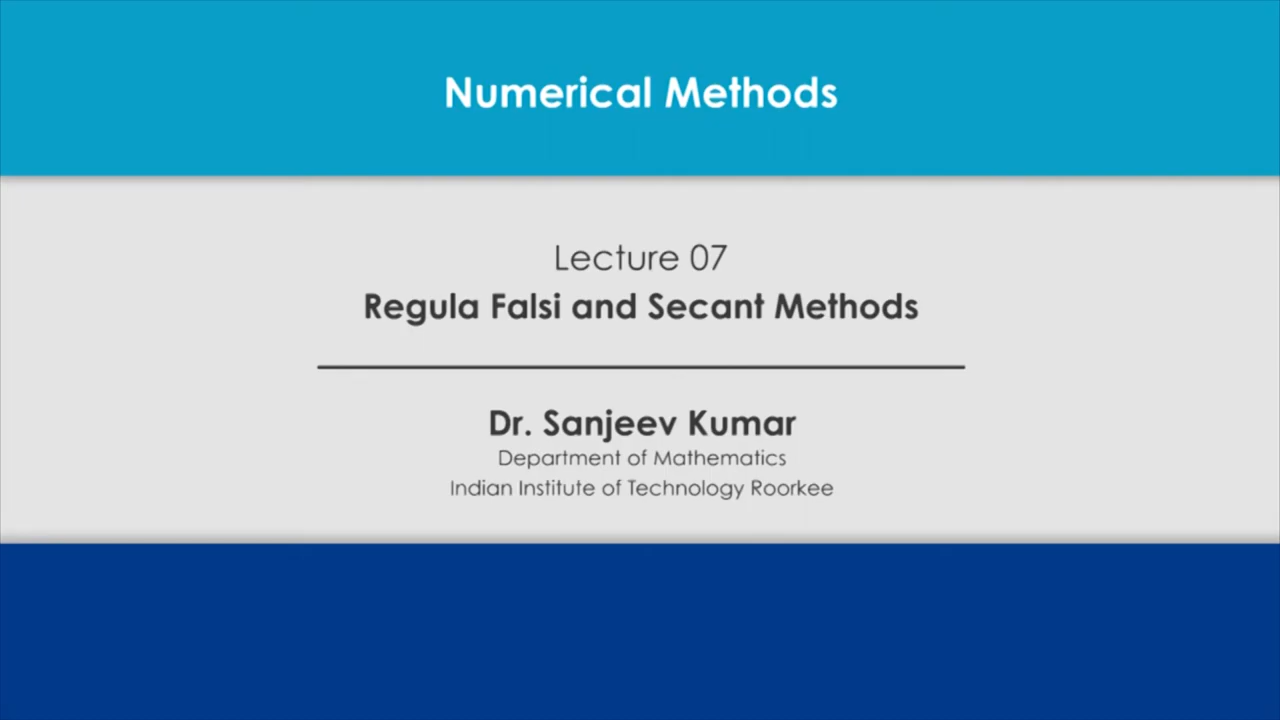 Numerical Methods
Lecture 07
Regula Falsi and Secant Methods
Dr. Sanjeev Kumar
Department of Mathematics
Indian Institute of Technology Roorkee